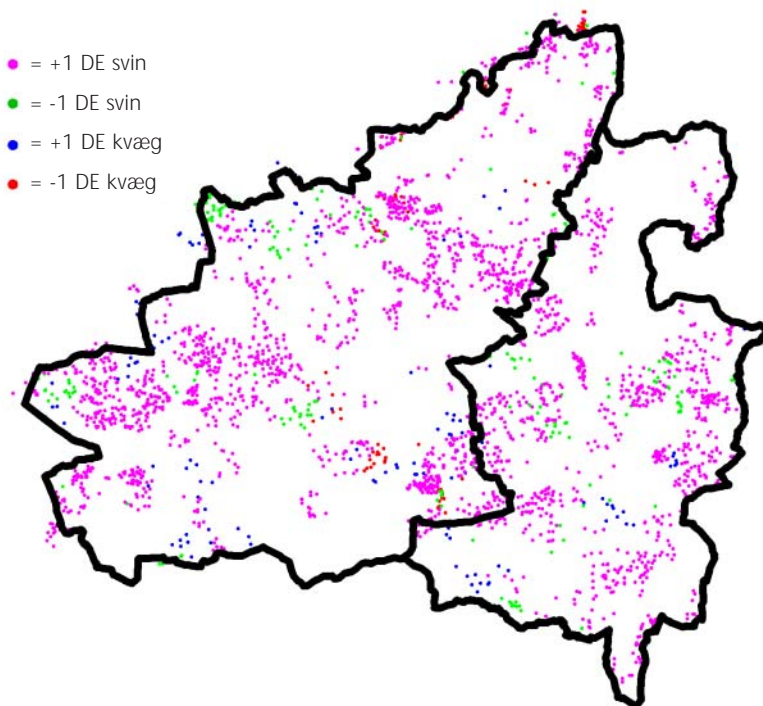 = +1 DE svin
= -1 DE svin
= +1 DE kvæg
= -1 DE kvæg